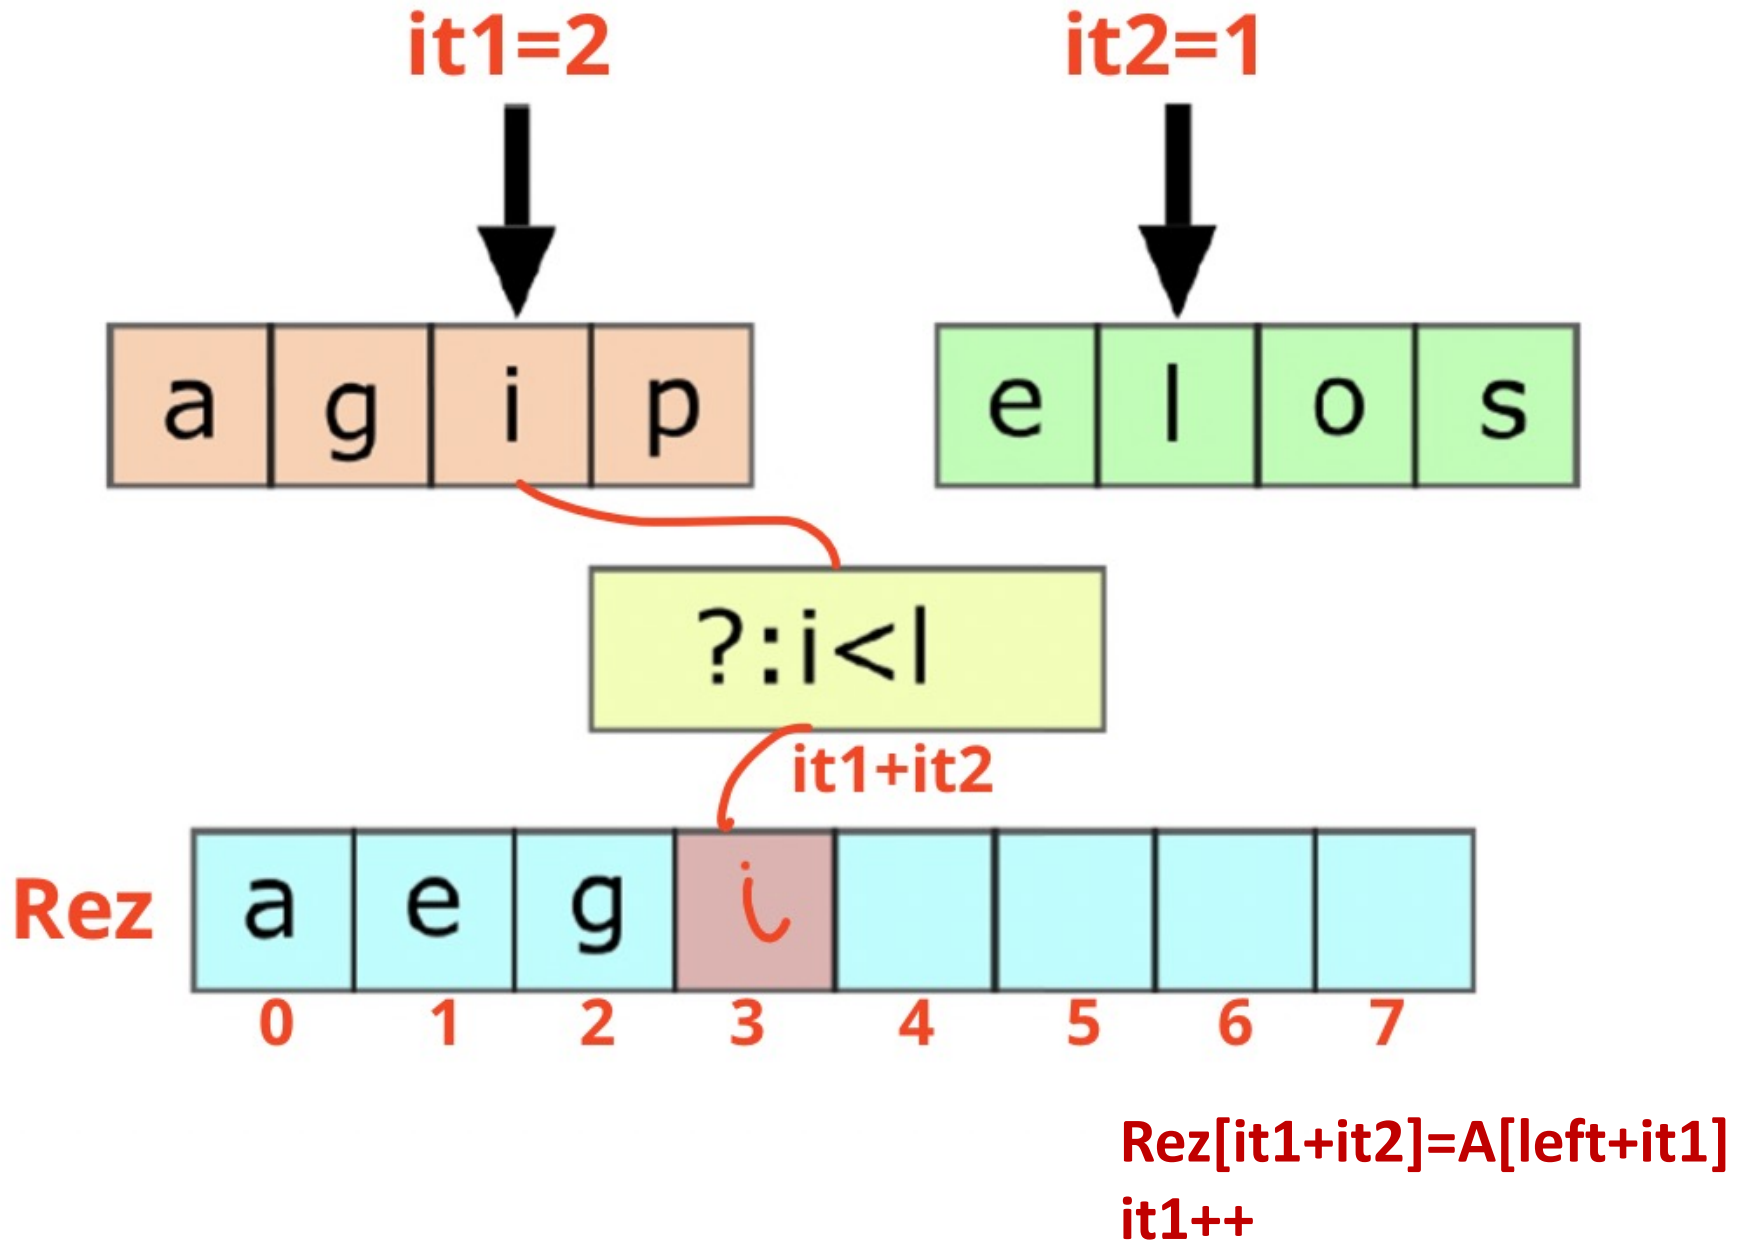 it1=2 it2=1
a g i p e l o s
?:i<l
it1+it2
Rez a e g i
0 1 2 3 4 5 6 7
Rez[it1+it2]=A[left+it1]
it1++